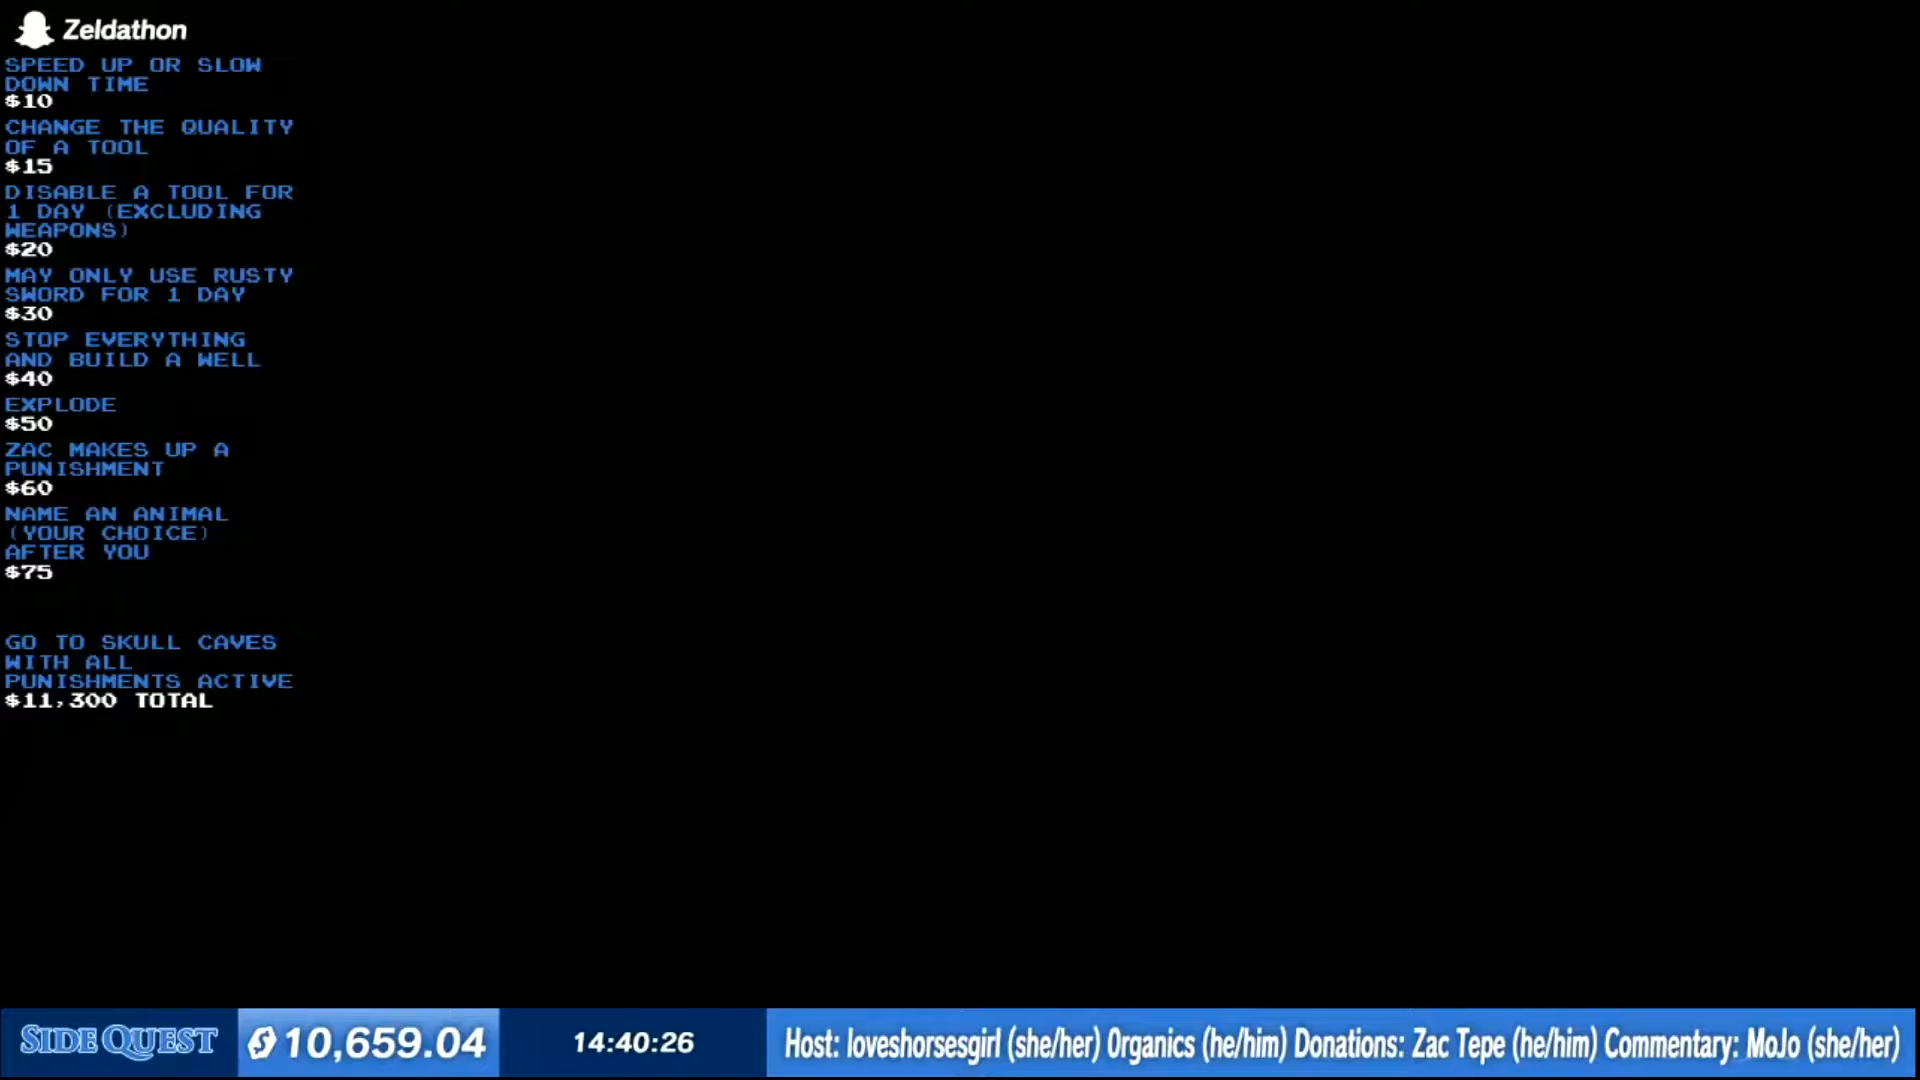 Zeldathon
SPEED UP OR SLOW
DOWN TIME
$10
CHANGE THE QUALITY
OF A TOOL
$15
DISABLE A TOOL FOR
1 DAY (EXCLUDING
WEAPONS)
$20
MAY ONLY USE RUSTY
SWORD FOR 1 DAY
$30
STOP EVERYTHING
AND BUILD A WELL
$40
EXPLODE
$50
ZAC MAKES UP A
PUNISHMENT
$60
NAME AN ANIMAL
(YOUR CHOICE)
AFTER YOU
$75
GO TO SKULL CAVES
WITH ALL
PUNISHMENTS ACTIVE
$11,300 TOTAL
SIDE QUEST $10,659.04 14:40:26 Host: loveshorsesgirl (she/her) Organics (he/him) Donations: Zac Tepe (he/him) Commentary: MoJo (she/her)